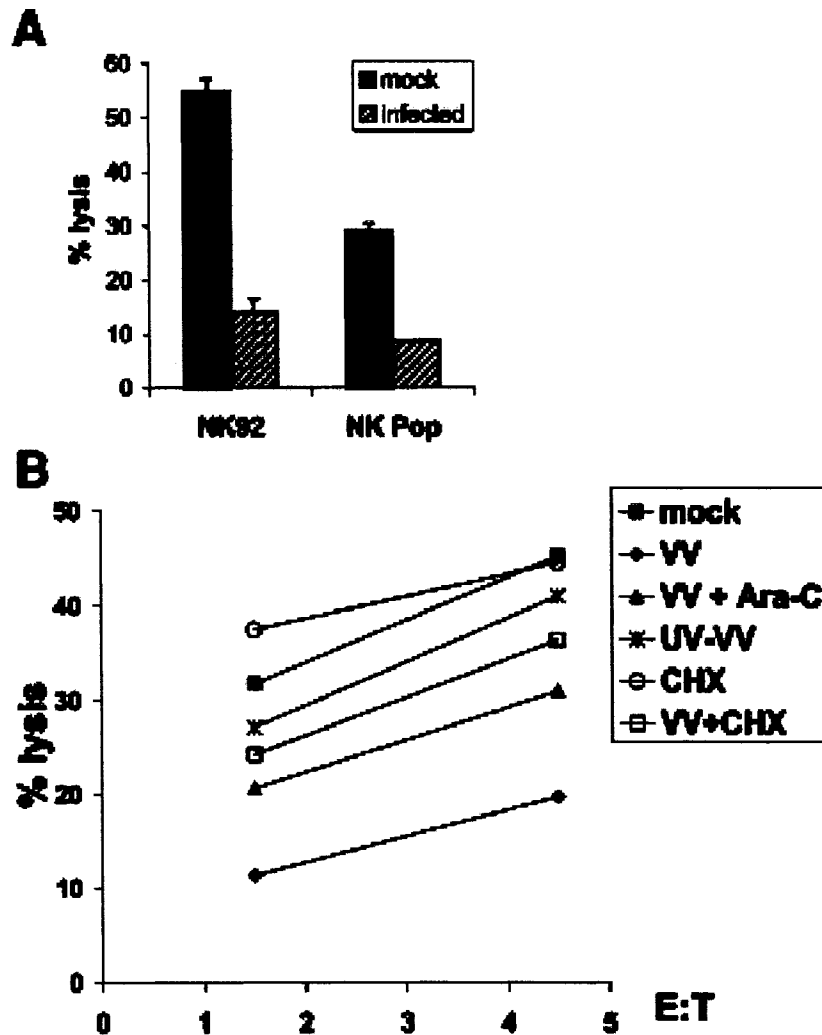 A
60
50
40
30
20
10
0
% lysis
mock
infected
NK92
NK Pop
B
50
40
30
20
10
0
% lysis
0 1 2 3 4 5
E:T
mock
VV
VV + Ara-C
UV-VV
CHX
VV+CHX